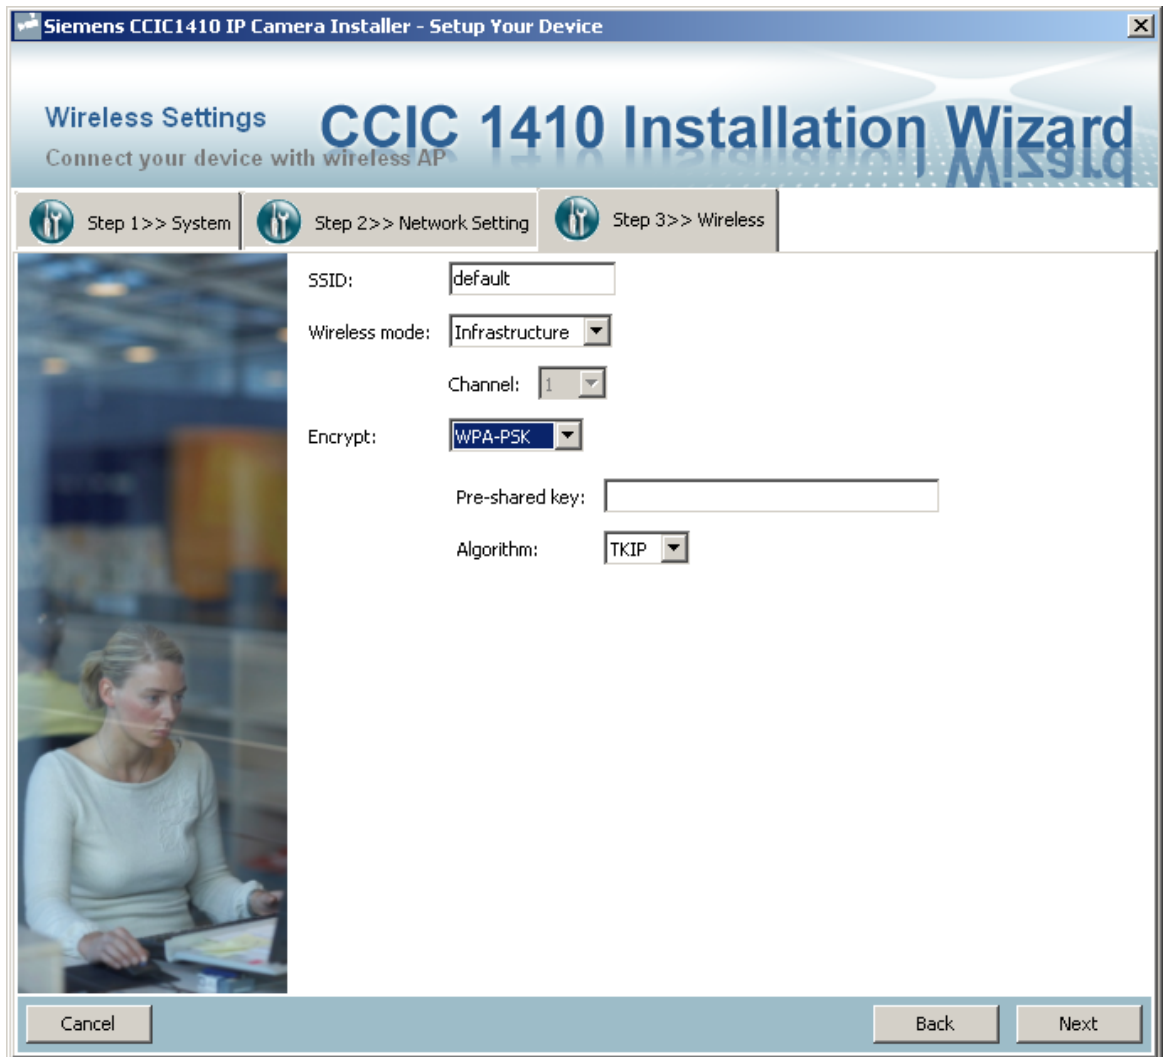 Siemens CCIC1410 IP Camera Installer - Setup Your Device
Wireless Settings
CCIC 1410 Installation Wizard
Connect your device with wireless AP
Step 1>> System
Step 2>> Network Setting
Step 3>> Wireless
SSID: default
Wireless mode: Infrastructure
Channel: 1
Encrypt: WPA-PSK
Pre-shared key:
Algorithm: TKIP
Cancel
Back
Next